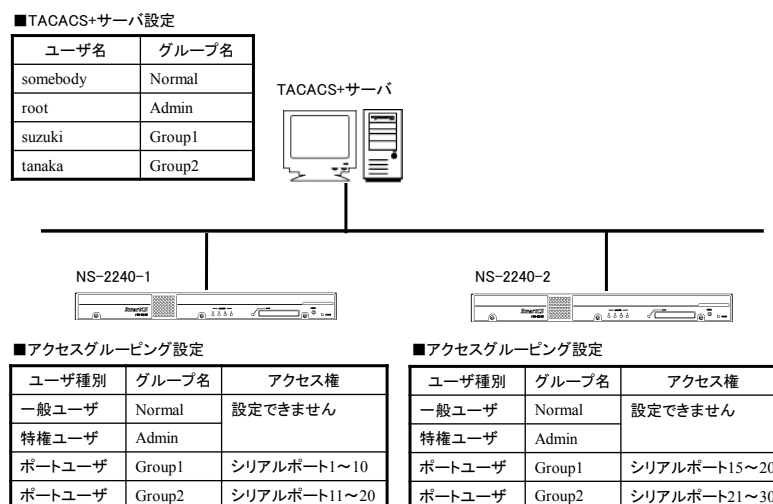 ■TACACS+サーバ設定
ユーザ名 グループ名
somebody Normal
root Admin
suzuki Group1
tanaka Group2
TACACS+サーバ
NS-2240-1
NS-2240-2
■アクセスグルーピング設定
ユーザ種別 グループ名 アクセス権
一般ユーザ Normal 設定できません
特権ユーザ Admin
ポートユーザ Group1 シリアルポート1~10
ポートユーザ Group2 シリアルポート11~20
■アクセスグルーピング設定
ユーザ種別 グループ名 アクセス権
一般ユーザ Normal 設定できません
特権ユーザ Admin
ポートユーザ Group1 シリアルポート15~20
ポートユーザ Group2 シリアルポート21~30